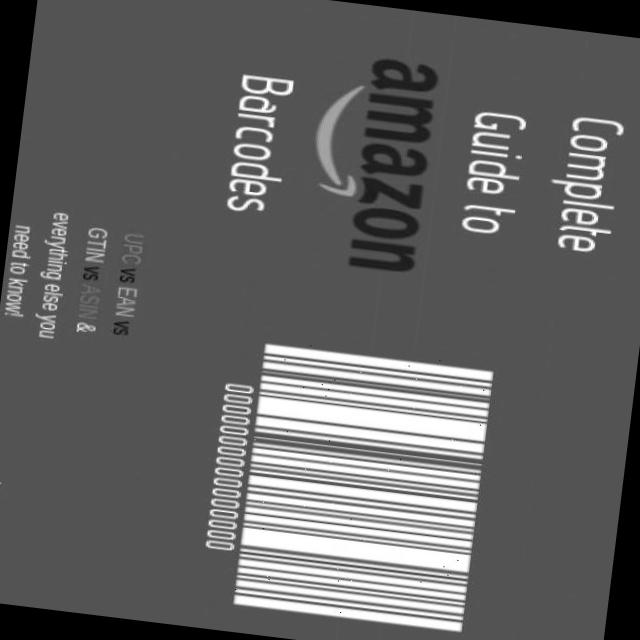 Complete
Guide to
amazon
Barcodes
0000000000000000
UPC vs EAN vs
GTIN vs ASIN &
everything else you
need to know!